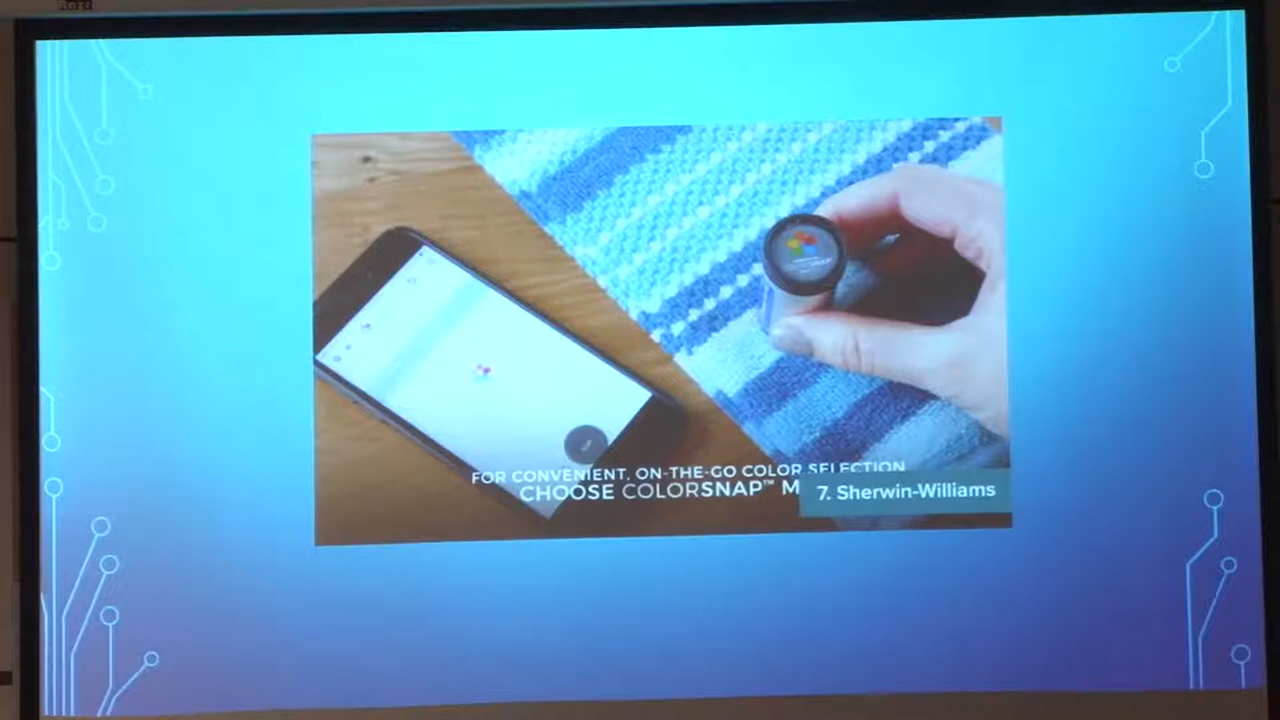 FOR CONVENIENT, ON-THE-GO COLOR SELECTION
CHOOSE COLORSNAP™ M
7. Sherwin-Williams